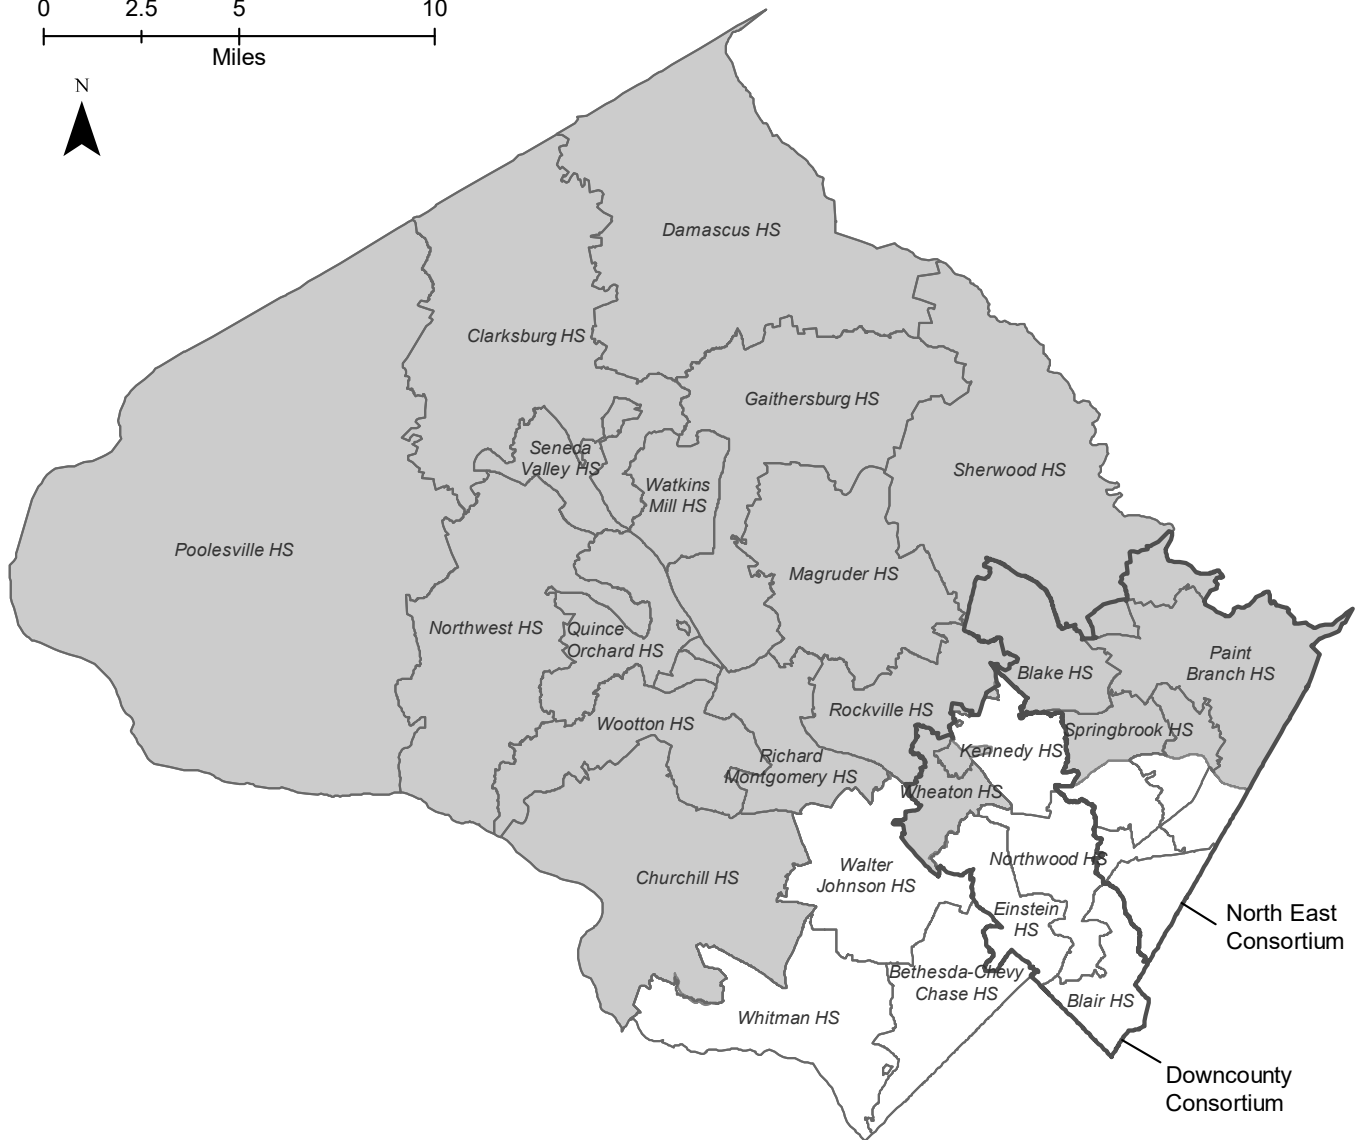 0 2.5 5 10
Miles
N
Damascus HS
Clarksburg HS
Gaithersburg HS
Seneca
Valley HS
Sherwood HS
Watkins
Mill HS
Poolesville HS
Magruder HS
Northwest HS
Quince
Orchard HS
Paint
Branch HS
Blake HS
Rockville HS
Wootton HS
Springbrook HS
Kennedy HS
Richard
Montgomery HS
Wheaton HS
Northwood HS
Walter
Johnson HS
Churchill HS
Einstein
HS
North East
Consortium
Bethesda-Chevy
Chase HS
Blair HS
Whitman HS
Downcounty
Consortium